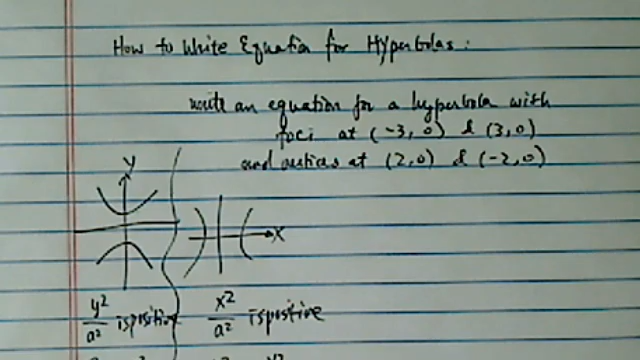 How to Write Equation for Hyperbolas:
write an equation for a hyperbola with
foci at (-3, 0) & (3, 0)
and at (2, 0) & (-2, 0)
y
x
y²/a² is positive x²/a² is positive